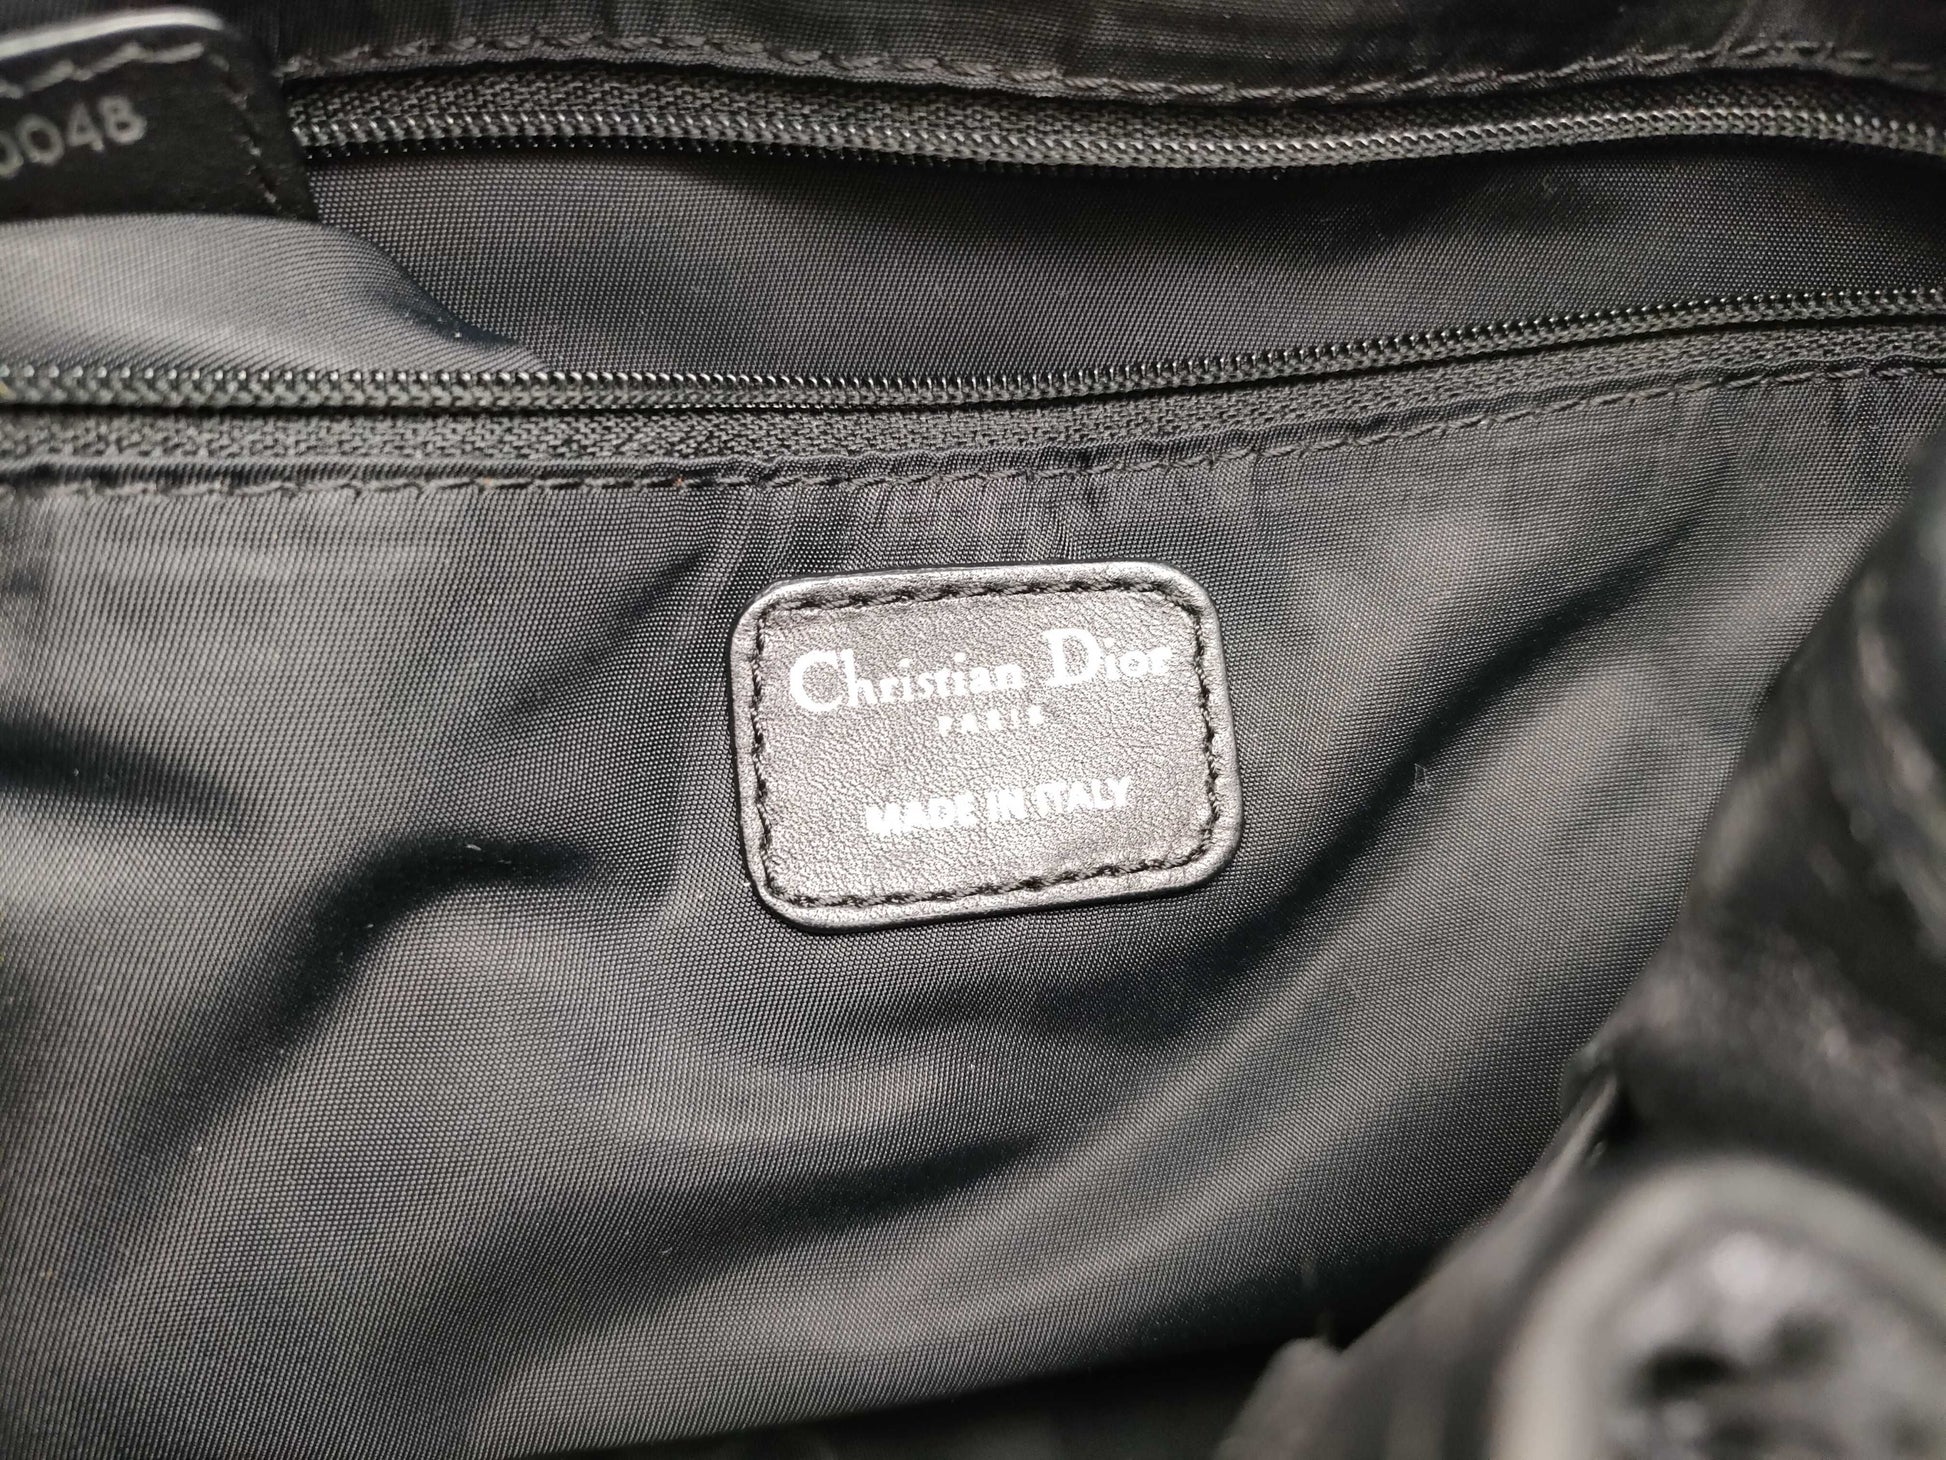 0048
Christian Dior
PARIS
MADE IN ITALY